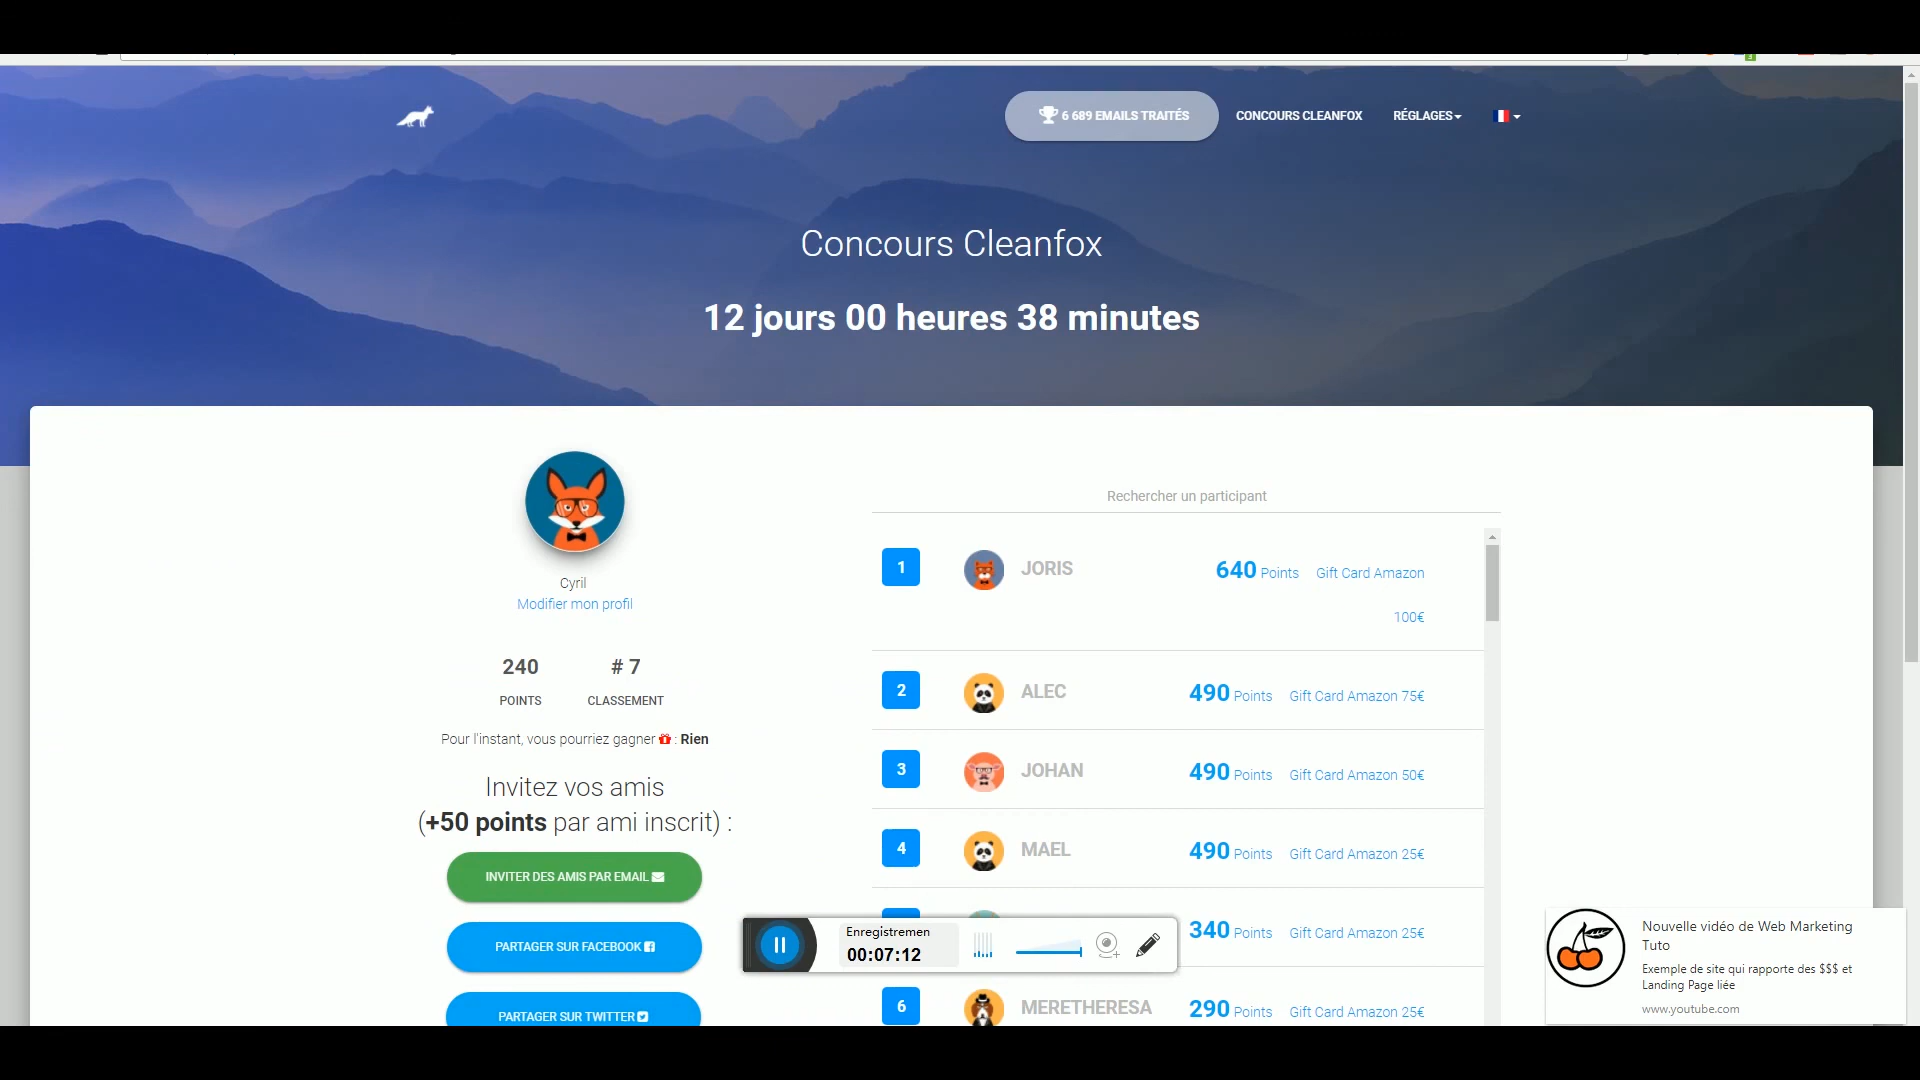 6 689 EMAILS TRAITÉS
CONCOURS CLEANFOX
RÉGLAGES
Concours Cleanfox
12 jours 00 heures 38 minutes
Cyril
Modifier mon profil
240
POINTS
# 7
CLASSEMENT
Pour l'instant, vous pourriez gagner : Rien
Invitez vos amis
(+50 points par ami inscrit) :
INVITER DES AMIS PAR EMAIL
PARTAGER SUR FACEBOOK
PARTAGER SUR TWITTER
Rechercher un participant
1 JORIS 640 Points Gift Card Amazon
100€
2 ALEC 490 Points Gift Card Amazon 75€
3 JOHAN 490 Points Gift Card Amazon 50€
4 MAEL 490 Points Gift Card Amazon 25€
340 Points Gift Card Amazon 25€
6 MERETHERESA 290 Points Gift Card Amazon 25€
Enregistremen
00:07:12
Nouvelle vidéo de Web Marketing
Tuto
Exemple de site qui rapporte des $$$ et
Landing Page liée
www.youtube.com